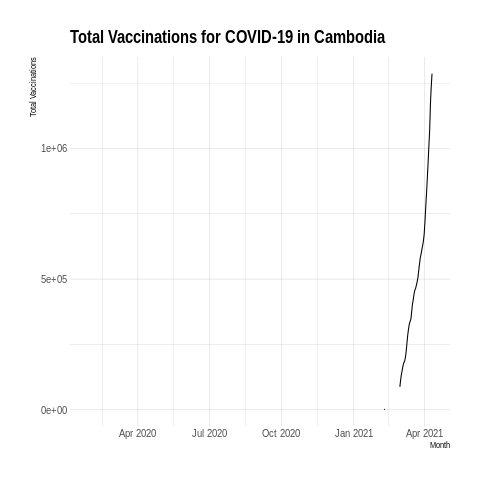 Total Vaccinations for COVID-19 in Cambodia
Total Vaccinations
1e+06
5e+05
0e+00
Apr 2020
Jul 2020
Oct 2020
Jan 2021
Apr 2021
Month